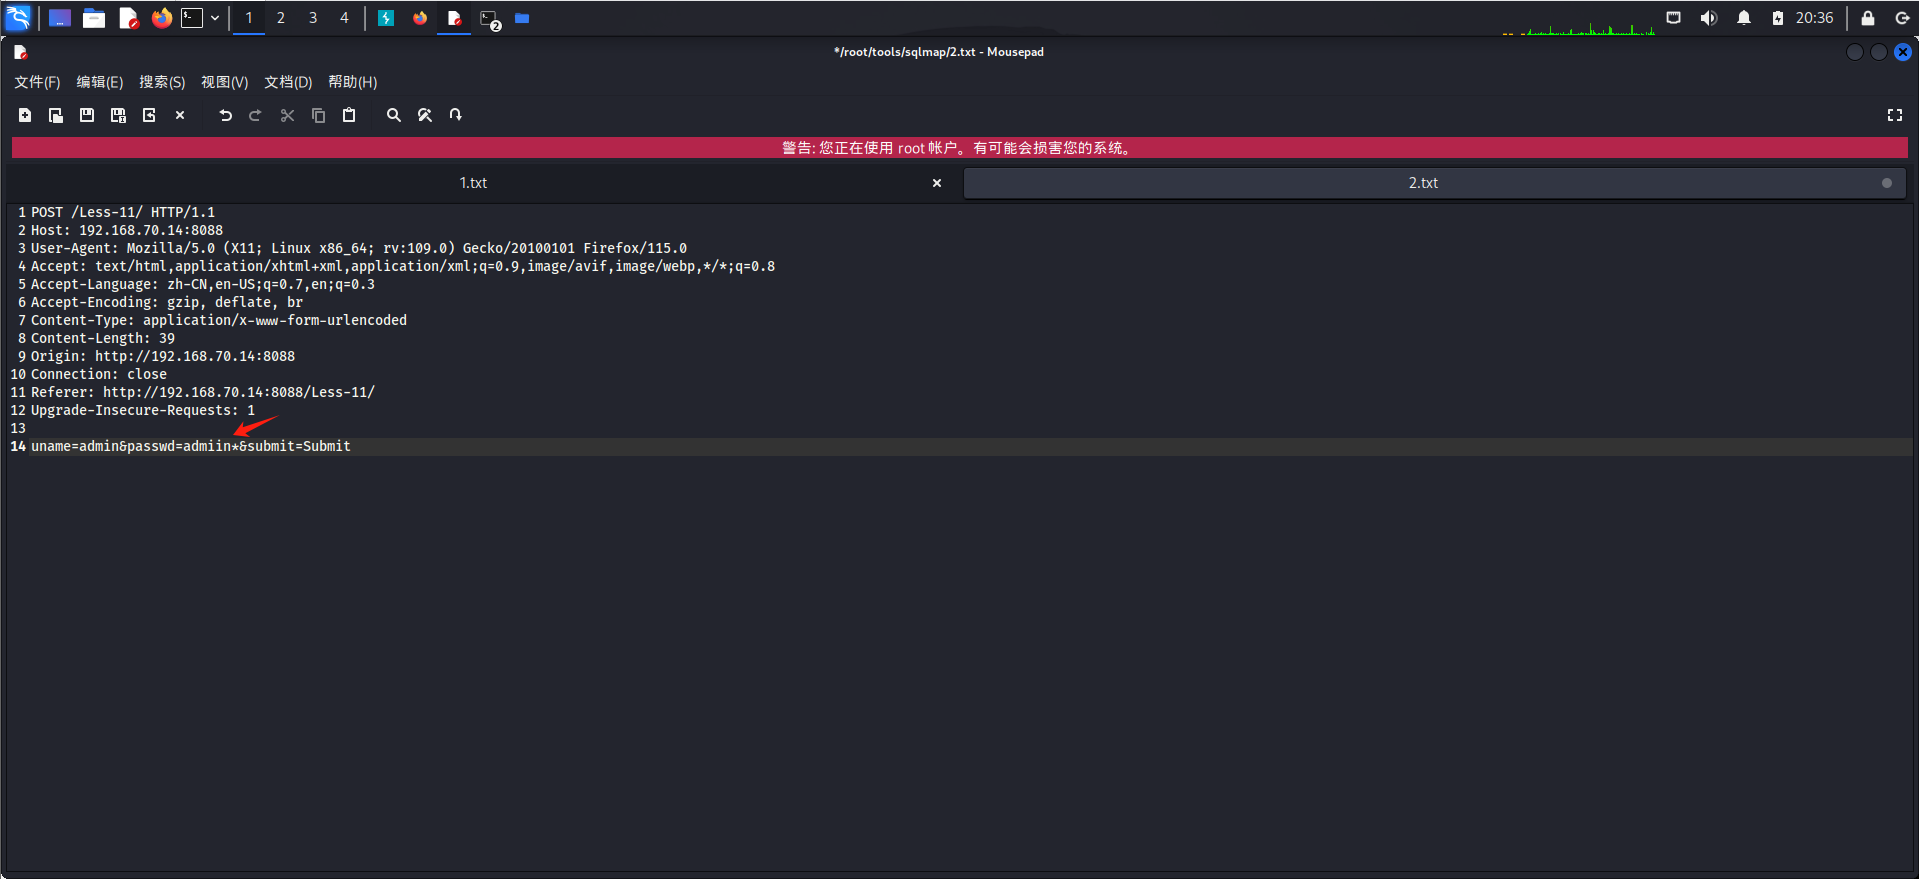 1 2 3 4 2 20:36
*/root/tools/sqlmap/2.txt - Mousepad
文件(F) 编辑(E) 搜索(S) 视图(V) 文档(D) 帮助(H)
警告: 您正在使用 root 帐户。有可能会损害您的系统。
1.txt 2.txt
1 POST /Less-11/ HTTP/1.1
2 Host: 192.168.70.14:8088
3 User-Agent: Mozilla/5.0 (X11; Linux x86_64; rv:109.0) Gecko/20100101 Firefox/115.0
4 Accept: text/html,application/xhtml+xml,application/xml;q=0.9,image/avif,image/webp,*/*;q=0.8
5 Accept-Language: zh-CN,en-US;q=0.7,en;q=0.3
6 Accept-Encoding: gzip, deflate, br
7 Content-Type: application/x-www-form-urlencoded
8 Content-Length: 39
9 Origin: http://192.168.70.14:8088
10 Connection: close
11 Referer: http://192.168.70.14:8088/Less-11/
12 Upgrade-Insecure-Requests: 1
13
14 uname=admin&passwd=admiin*&submit=Submit